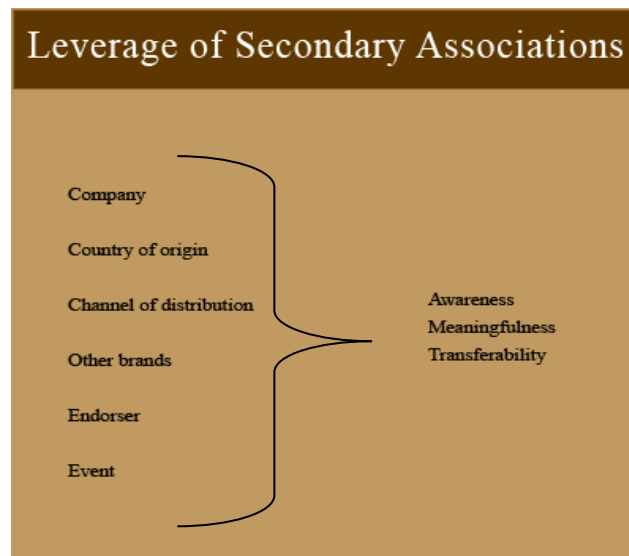 Leverage of Secondary Associations
Company
Country of origin
Channel of distribution
Other brands
Endorser
Event
Awareness
Meaningfulness
Transferability